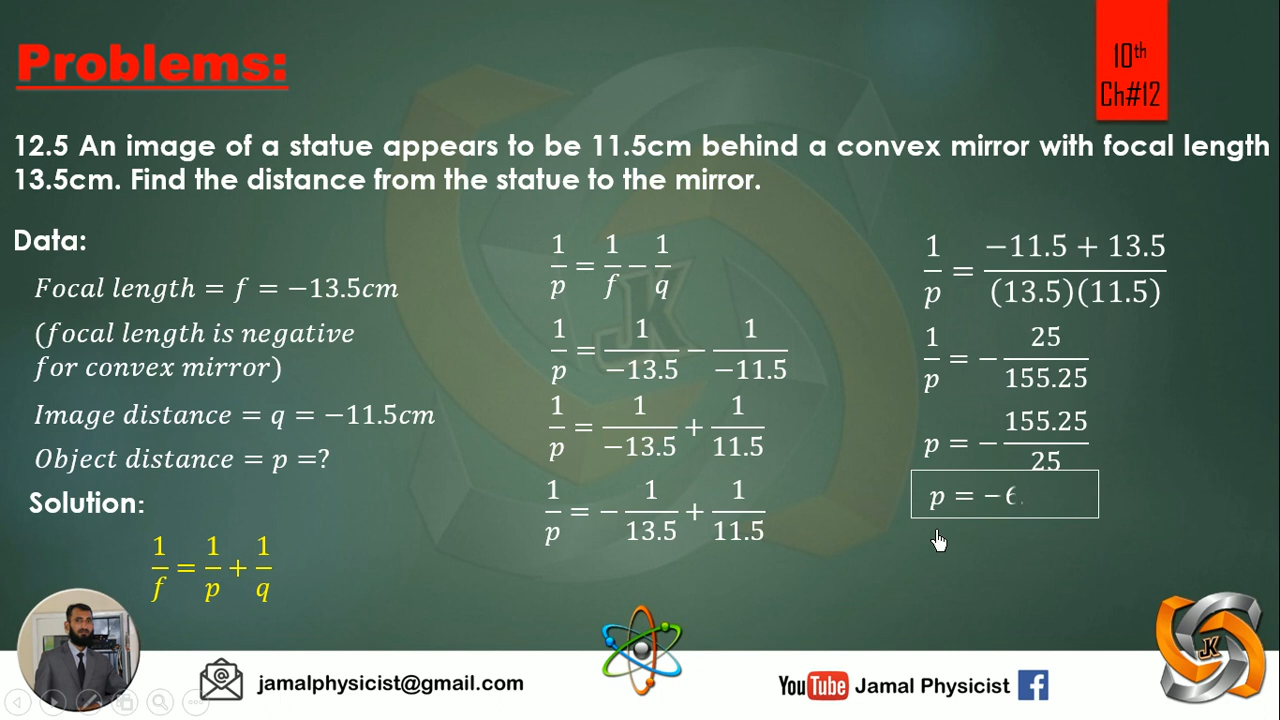 Problems:
10th
Ch#12
12.5 An image of a statue appears to be 11.5cm behind a convex mirror with focal length
13.5cm. Find the distance from the statue to the mirror.
Data:
Focal length = f = −13.5cm
(focal length is negative
for convex mirror)
Image distance = q = −11.5cm
Object distance = p =?
Solution:
1/f = 1/p + 1/q
1/p = 1/f − 1/q
1/p = 1/−13.5 − 1/−11.5
1/p = 1/−13.5 + 1/11.5
1/p = − 1/13.5 + 1/11.5
1/p = −11.5 + 13.5/(13.5)(11.5)
1/p = − 25/155.25
p = − 155.25/25
p = −6.
JK
JK
jamalphysicist@gmail.com
YouTube Jamal Physicist f